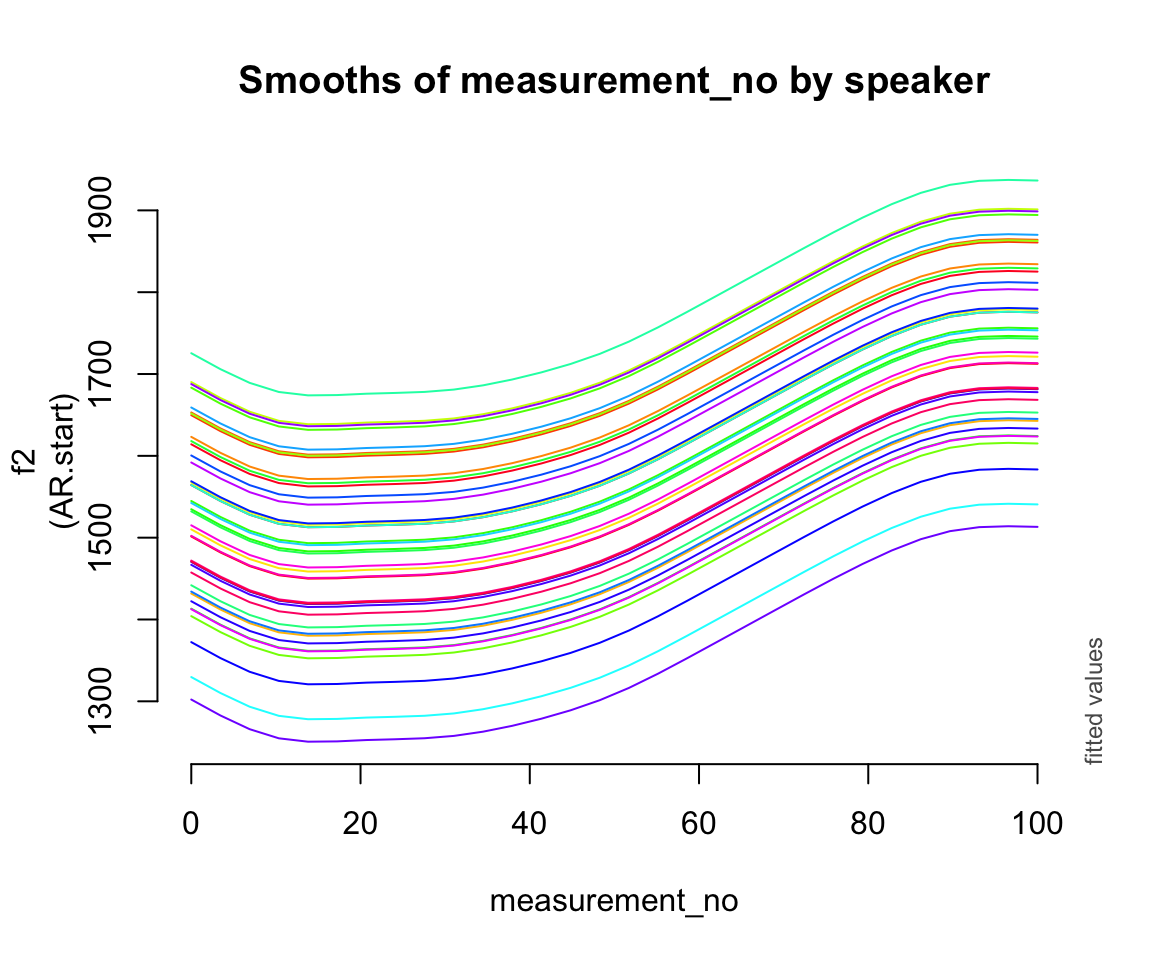 Smooths of measurement_no by speaker
f2
(AR.start)
1900
1700
1500
1300
0 20 40 60 80 100
measurement_no
fitted values